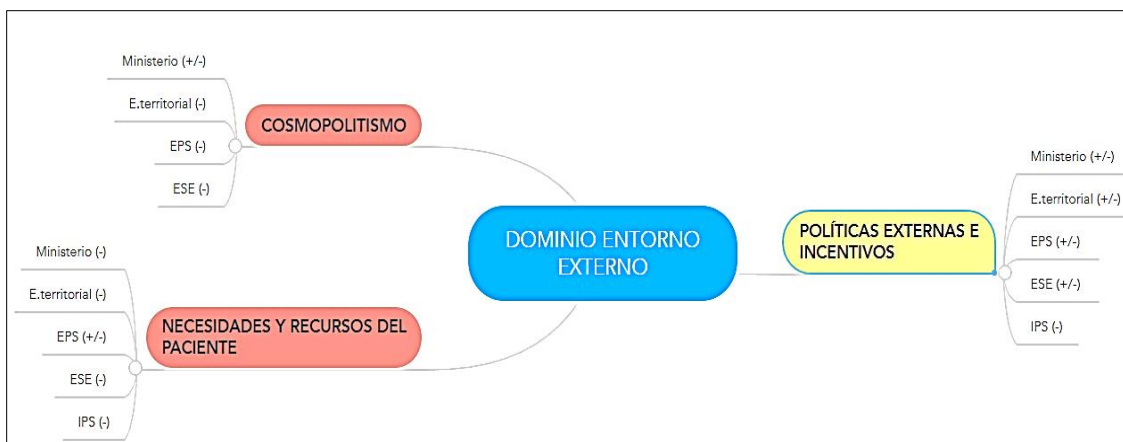 Ministerio (+/-)
E.territorial (-)
EPS (-)
ESE (-)
COSMOPOLITISMO
Ministerio (-)
E.territorial (-)
EPS (+/-)
ESE (-)
IPS (-)
NECESIDADES Y RECURSOS DEL
PACIENTE
DOMINIO ENTORNO
EXTERNO
POLÍTICAS EXTERNAS E
INCENTIVOS
Ministerio (+/-)
E.territorial (+/-)
EPS (+/-)
ESE (+/-)
IPS (-)